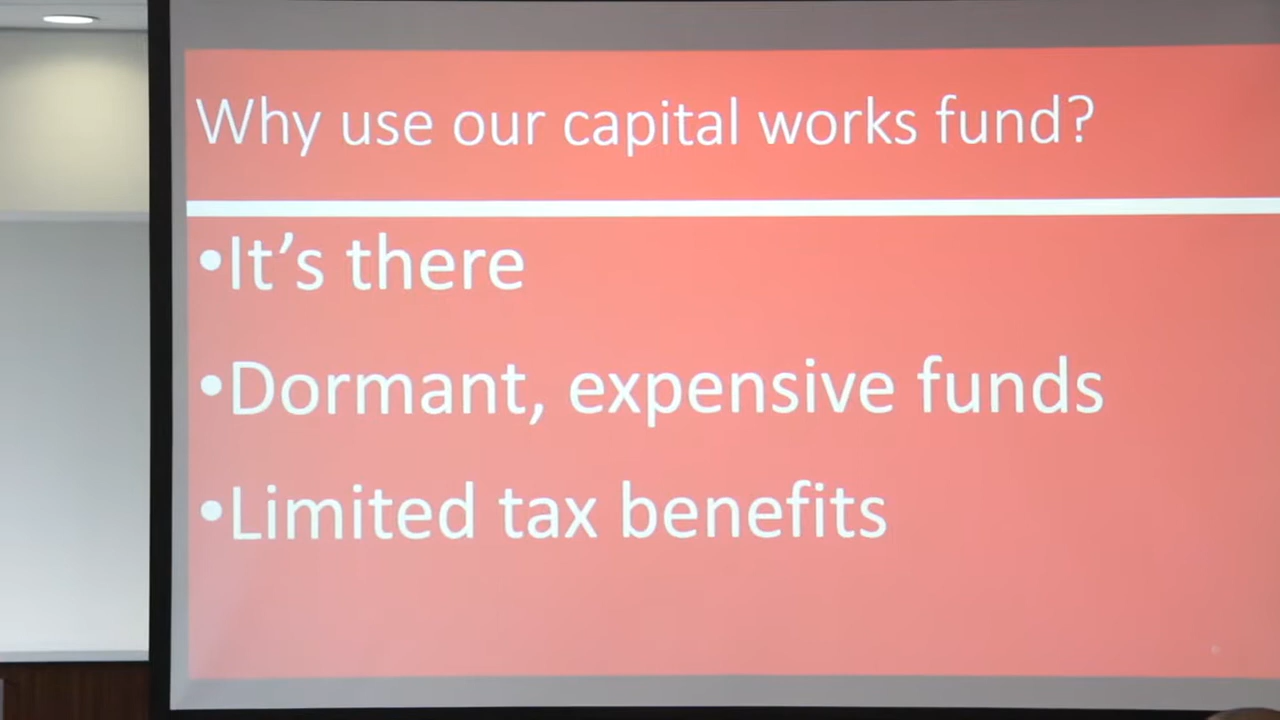 Why use our capital works fund?
•It’s there
•Dormant, expensive funds
•Limited tax benefits